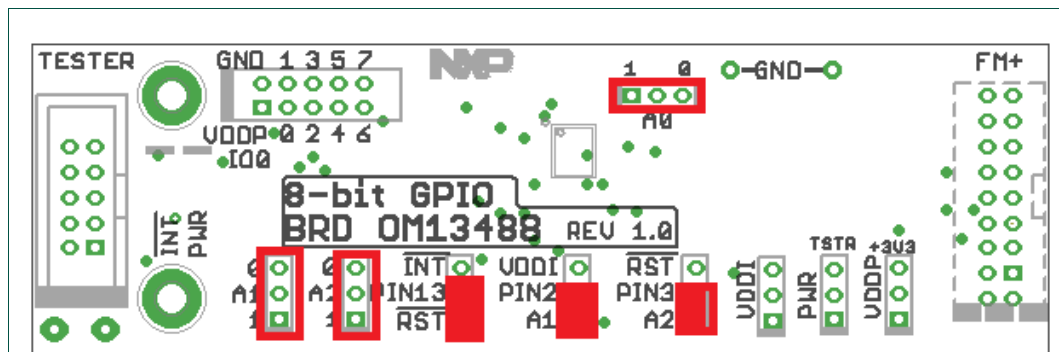 TESTER
GND 1 3 5 7
NXP
1 0
GND
FM+
A0
VDDP 0 2 4 6
IO0
8-bit GPIO
BRD OM13488 REV 1.0
INT
PWR
0
A1
1
0
A2
1
INT
PIN13
RST
VDDI
PIN2
A1
RST
PIN3
A2
VDDI
TSTR
PWR
+3V3
VDDP